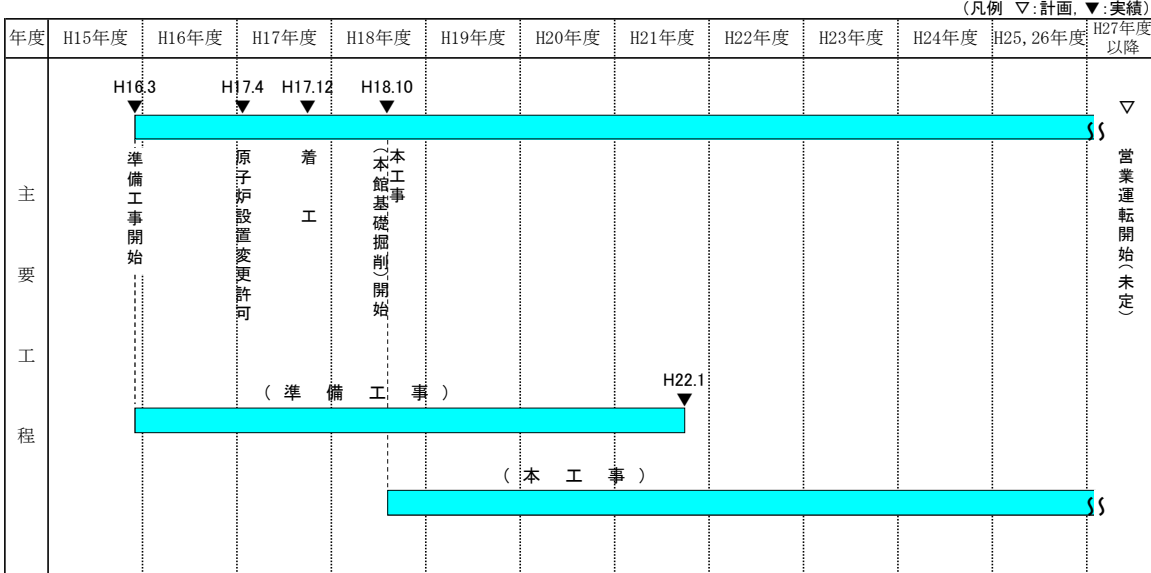 (凡例 ▽:計画, ▼:実績)
年度 H15年度 H16年度 H17年度 H18年度 H19年度 H20年度 H21年度 H22年度 H23年度 H24年度 H25,26年度 H27年度以降
主要工程
H16.3 H17.4 H17.12 H18.10
▼ ▼ ▼ ▼ ▽
準備工事開始
原子炉設置変更許可
着工
本工事
(本館基礎掘削)開始
営業運転開始(未定)
(準備工事)
H22.1
▼
(本工事)